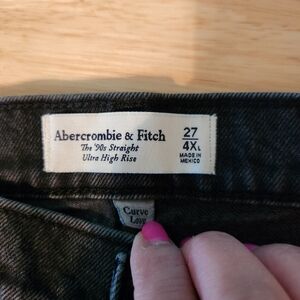 Abercrombie & Fitch
The '90s Straight
Ultra High Rise
27
4XL
MADE IN
MEXICO
Curve
Love